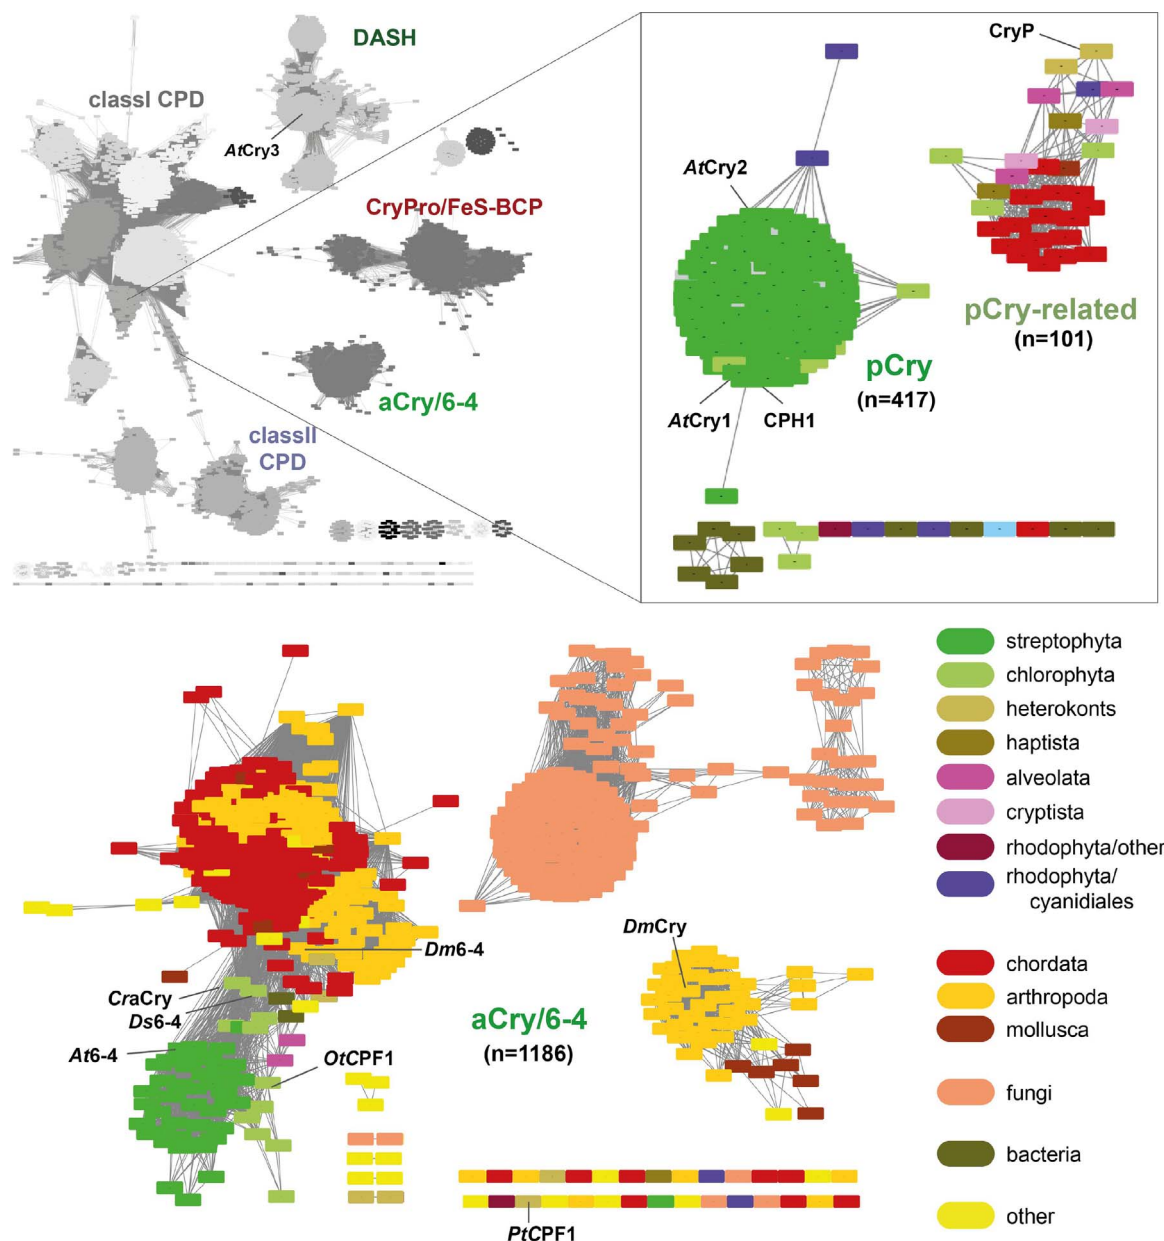 DASH
classI CPD
AtCry3
CryPro/FeS-BCP
aCry/6-4
classII
CPD
CryP
AtCry2
pCry-related
(n=101)
pCry
(n=417)
AtCry1
CPH1
streptophyta
chlorophyta
heterokonts
haptista
alveolata
cryptista
rhodophyta/other
rhodophyta/
cyanidiales
chordata
arthropoda
mollusca
fungi
bacteria
other
Dm6-4
DmCry
CraCry
Ds6-4
aCry/6-4
(n=1186)
At6-4
OtCPF1
PtCPF1